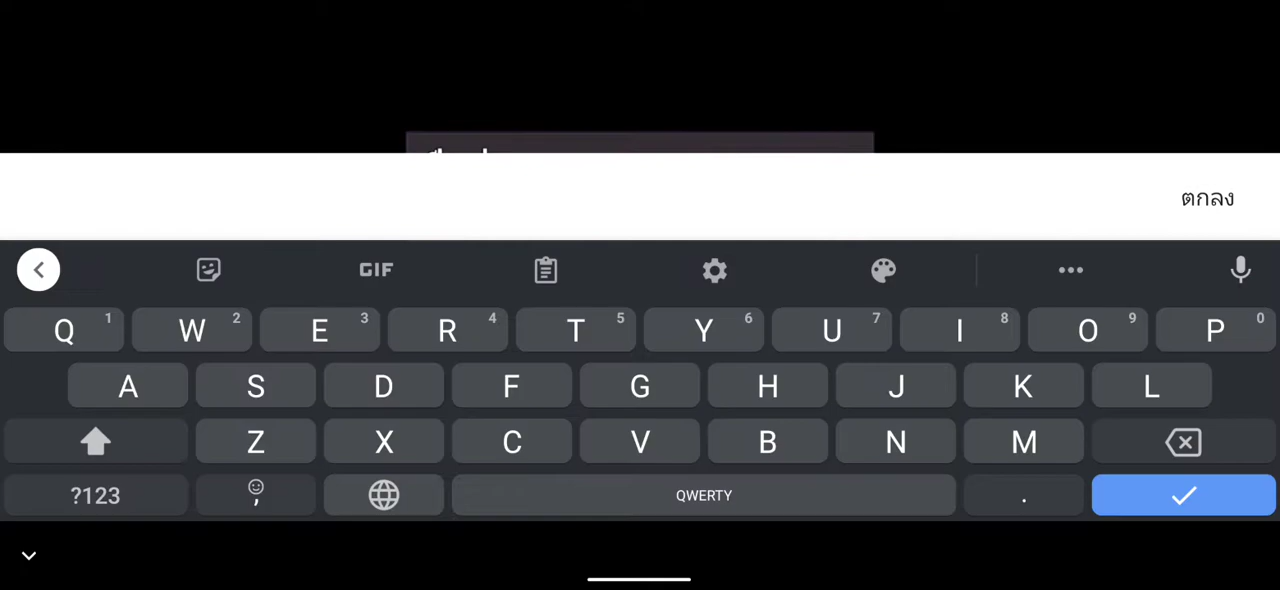 ตกลง
GIF
Q 1 W 2 E 3 R 4 T 5 Y 6 U 7 I 8 O 9 P 0
A S D F G H J K L
Z X C V B N M
?123 , QWERTY .